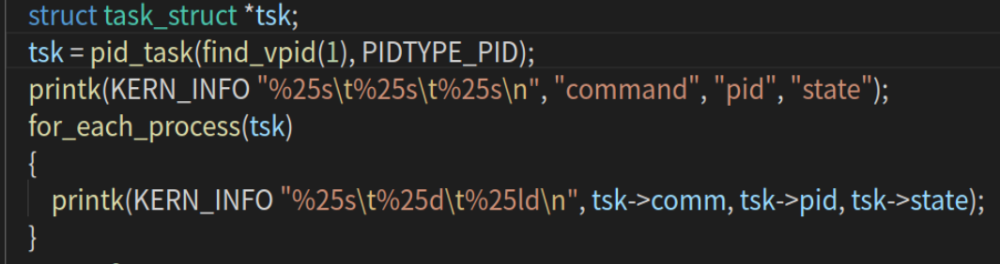 struct task_struct *tsk;
tsk = pid_task(find_vpid(1), PIDTYPE_PID);
printk(KERN_INFO "%25s\t%25s\t%25s\n", "command", "pid", "state");
for_each_process(tsk)
{
printk(KERN_INFO "%25s\t%25d\t%25ld\n", tsk->comm, tsk->pid, tsk->state);
}